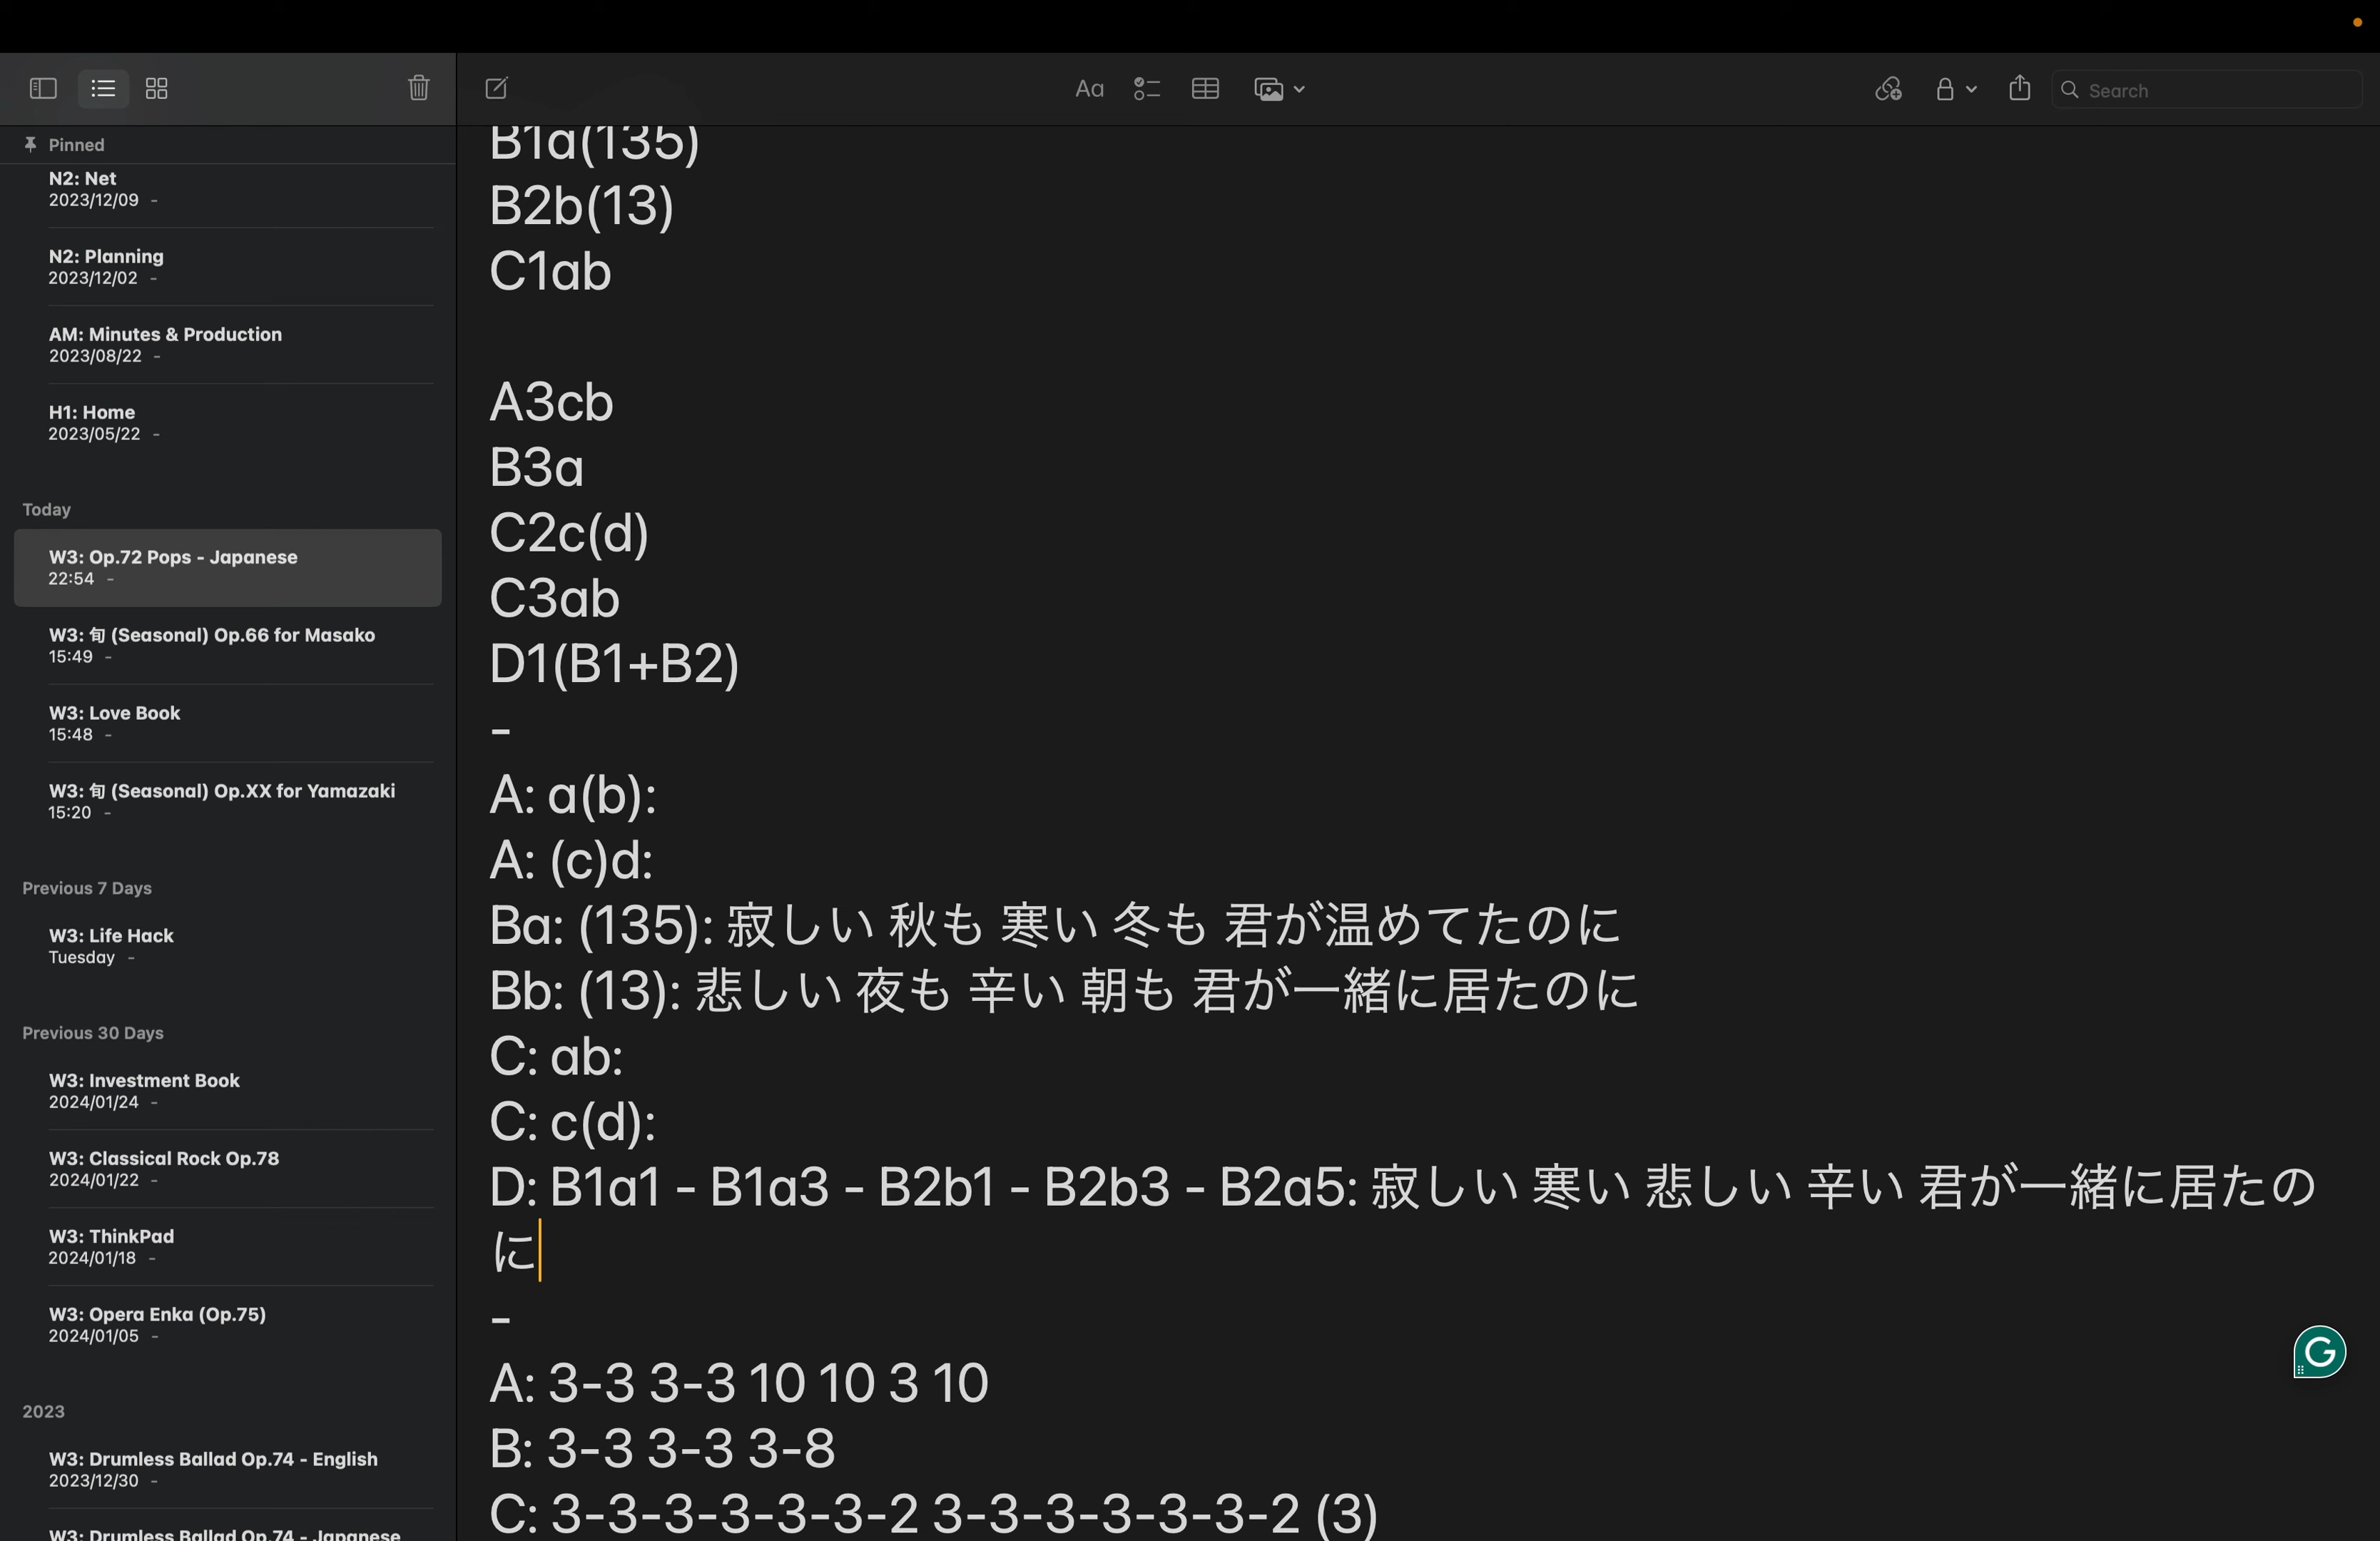 Search
Pinned
N2: Net
2023/12/09 -
N2: Planning
2023/12/02 -
AM: Minutes & Production
2023/08/22 -
H1: Home
2023/05/22 -
Today
W3: Op.72 Pops - Japanese
22:54 -
W3: 旬 (Seasonal) Op.66 for Masako
15:49 -
W3: Love Book
15:48 -
W3: 旬 (Seasonal) Op.XX for Yamazaki
15:20 -
Previous 7 Days
W3: Life Hack
Tuesday -
Previous 30 Days
W3: Investment Book
2024/01/24 -
W3: Classical Rock Op.78
2024/01/22 -
W3: ThinkPad
2024/01/18 -
W3: Opera Enka (Op.75)
2024/01/05 -
2023
W3: Drumless Ballad Op.74 - English
2023/12/30 -
W3: Drumless Ballad Op.74 - Japanese
Aa
B1a(135)
B2b(13)
C1ab
A3cb
B3a
C2c(d)
C3ab
D1(B1+B2)
-
A: a(b):
A: (c)d:
Ba: (135): 寂しい 秋も 寒い 冬も 君が温めてたのに
Bb: (13): 悲しい 夜も 辛い 朝も 君が一緒に居たのに
C: ab:
C: c(d):
D: B1a1 - B1a3 - B2b1 - B2b3 - B2a5: 寂しい 寒い 悲しい 辛い 君が一緒に居たの
に
-
A: 3-3 3-3 10 10 3 10
B: 3-3 3-3 3-8
C: 3-3-3-3-3-3-2 3-3-3-3-3-3-2 (3)
G